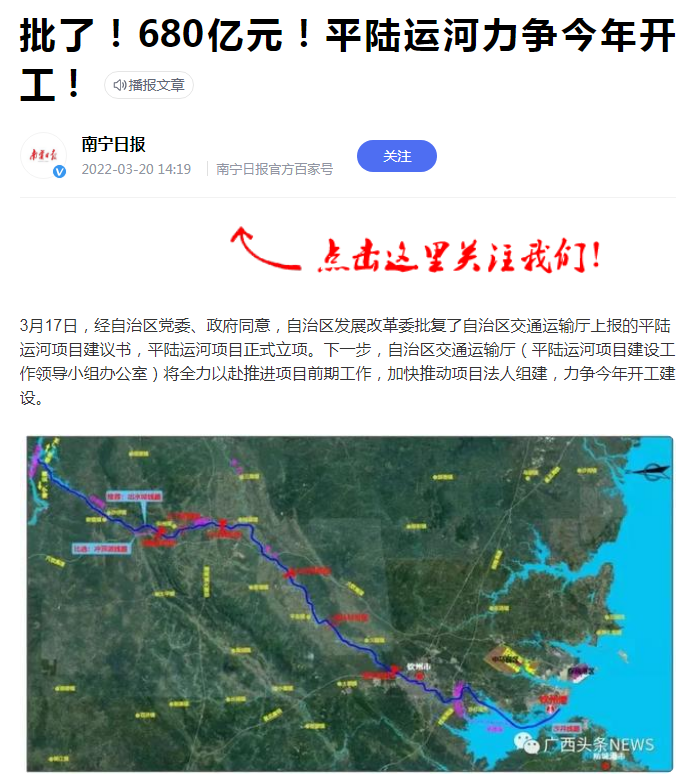 批了！680亿元！平陆运河力争今年开
工！ 播报文章
南宁日报
2022-03-20 14:19 南宁日报官方百家号
关注
点击这里关注我们!
3月17日，经自治区党委、政府同意，自治区发展改革委批复了自治区交通运输厅上报的平陆
运河项目建议书，平陆运河项目正式立项。下一步，自治区交通运输厅（平陆运河项目建设工
作领导小组办公室）将全力以赴推进项目前期工作，加快推动项目法人组建，力争今年开工建
设。
钦州市
钦州港
广西头条NEWS